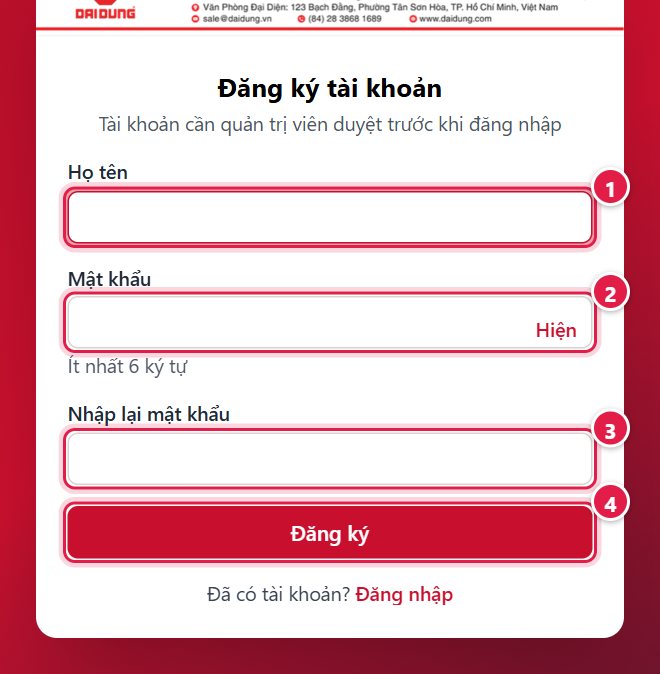 DAI DUNG
Văn Phòng Đại Diện: 123 Bạch Đằng, Phường Tân Sơn Hòa, TP. Hồ Chí Minh, Việt Nam
sale@daidung.vn (84) 28 3868 1689 www.daidung.com
Đăng ký tài khoản
Tài khoản cần quản trị viên duyệt trước khi đăng nhập
Họ tên
1
Mật khẩu
2
Hiện
Ít nhất 6 ký tự
Nhập lại mật khẩu
3
4
Đăng ký
Đã có tài khoản? Đăng nhập